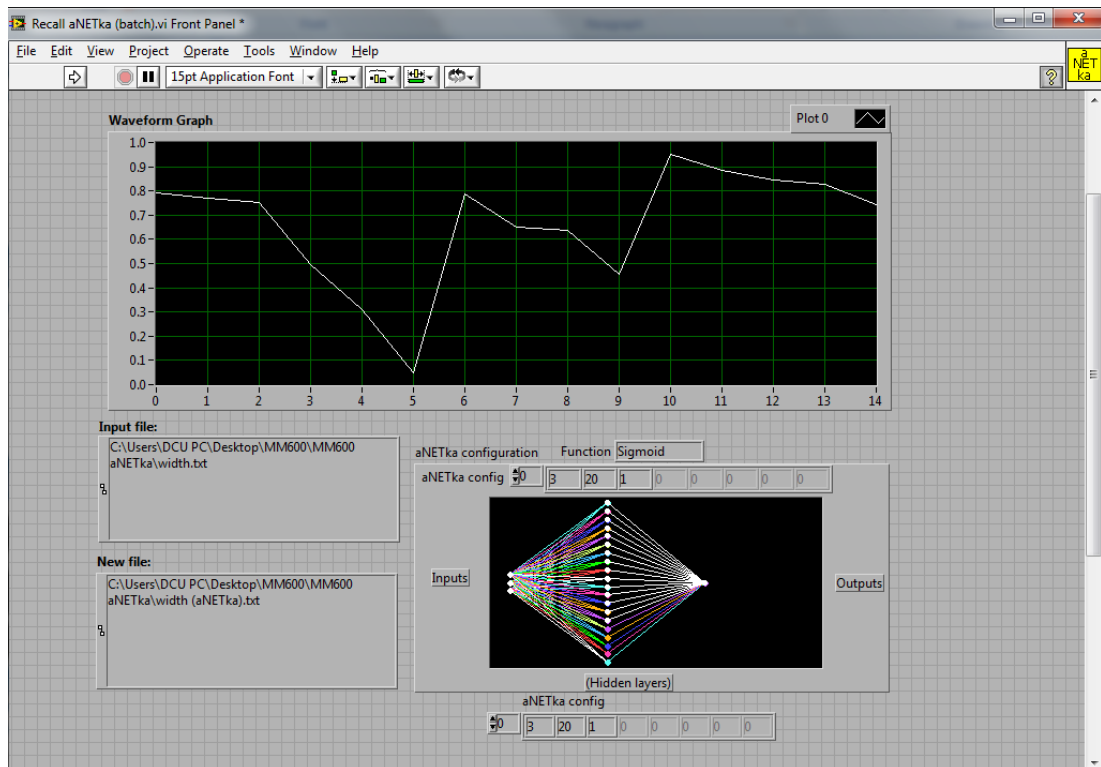 Recall aNETka (batch).vi Front Panel *
File Edit View Project Operate Tools Window Help
15pt Application Font
?
a
NET
ka
Waveform Graph
Plot 0
1.0
0.9
0.8
0.7
0.6
0.5
0.4
0.3
0.2
0.1
0.0
0 1 2 3 4 5 6 7 8 9 10 11 12 13 14
Input file:
C:\Users\DCU PC\Desktop\MM600\MM600
aNETka\width.txt
New file:
C:\Users\DCU PC\Desktop\MM600\MM600
aNETka\width (aNETka).txt
aNETka configuration Function Sigmoid
aNETka config 0 3 20 1 0 0 0 0 0
Inputs
Outputs
(Hidden layers)
aNETka config
0 3 20 1 0 0 0 0 0